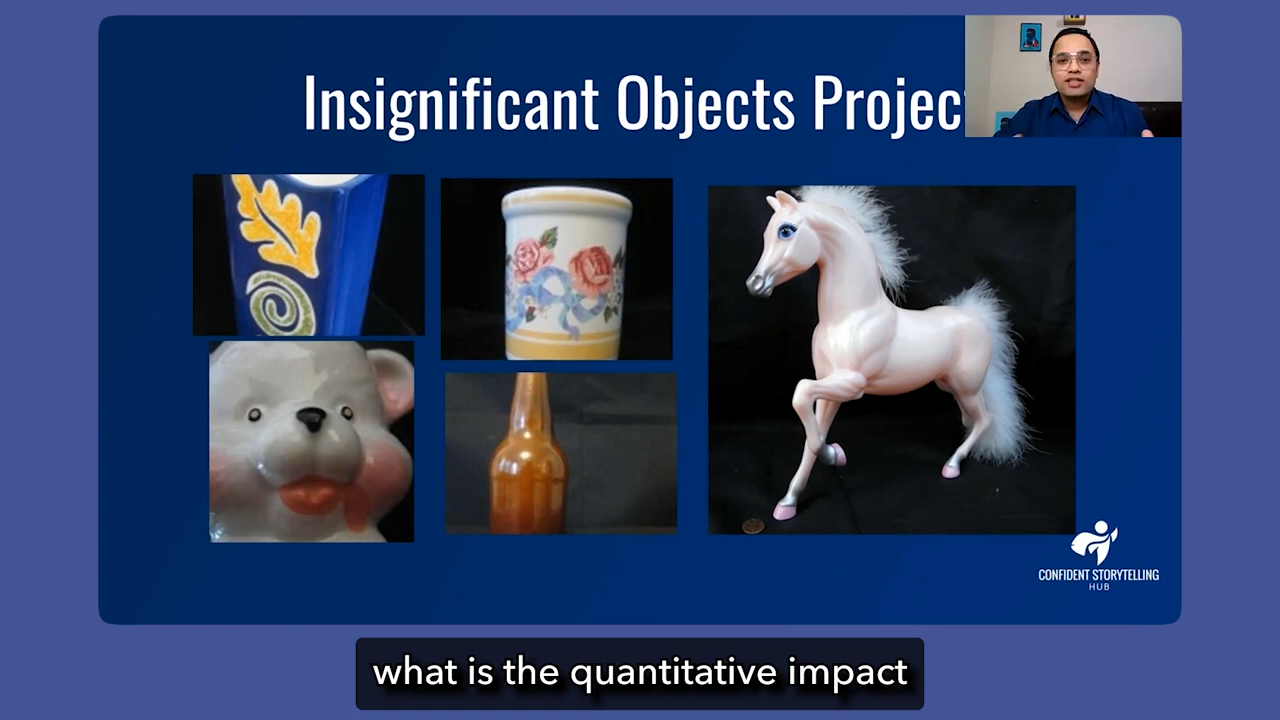 Insignificant Objects Projec
CONFIDENT STORYTELLING
HUB
what is the quantitative impact